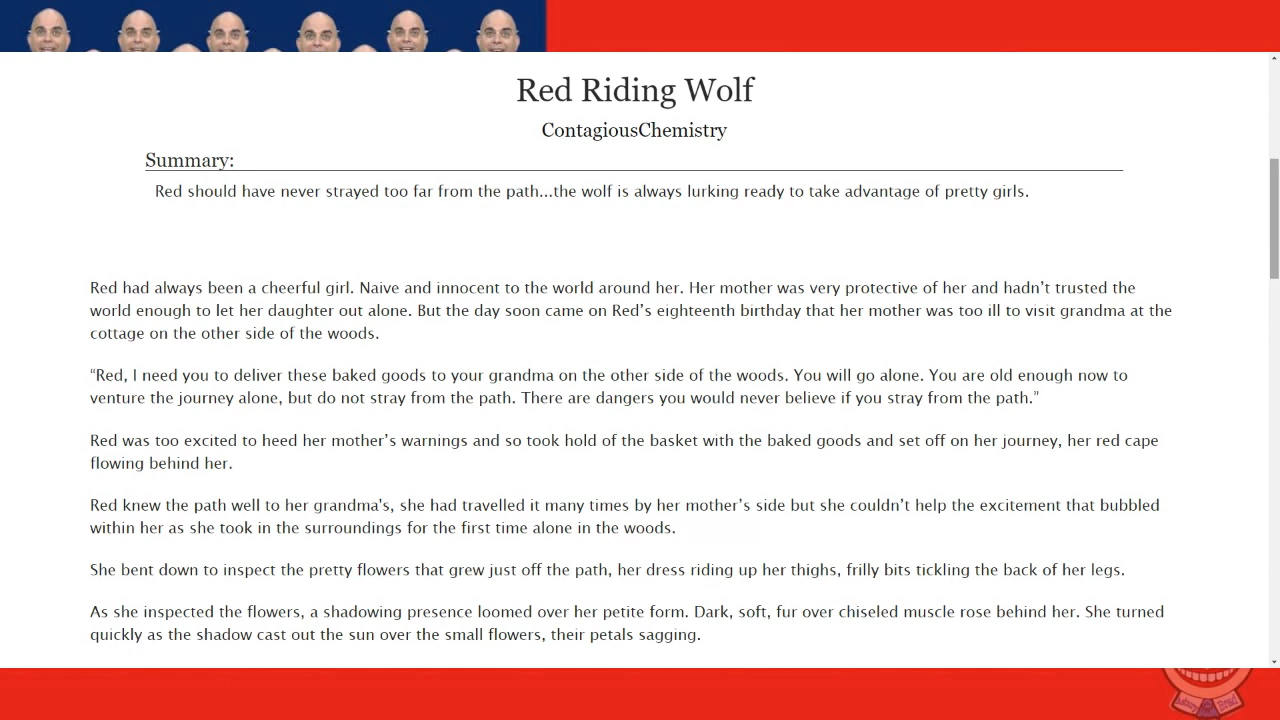 Red Riding Wolf
ContagiousChemistry
Summary:
Red should have never strayed too far from the path...the wolf is always lurking ready to take advantage of pretty girls.
Red had always been a cheerful girl. Naive and innocent to the world around her. Her mother was very protective of her and hadn’t trusted the
world enough to let her daughter out alone. But the day soon came on Red’s eighteenth birthday that her mother was too ill to visit grandma at the
cottage on the other side of the woods.
“Red, I need you to deliver these baked goods to your grandma on the other side of the woods. You will go alone. You are old enough now to
venture the journey alone, but do not stray from the path. There are dangers you would never believe if you stray from the path.”
Red was too excited to heed her mother’s warnings and so took hold of the basket with the baked goods and set off on her journey, her red cape
flowing behind her.
Red knew the path well to her grandma's, she had travelled it many times by her mother’s side but she couldn’t help the excitement that bubbled
within her as she took in the surroundings for the first time alone in the woods.
She bent down to inspect the pretty flowers that grew just off the path, her dress riding up her thighs, frilly bits tickling the back of her legs.
As she inspected the flowers, a shadowing presence loomed over her petite form. Dark, soft, fur over chiseled muscle rose behind her. She turned
quickly as the shadow cast out the sun over the small flowers, their petals sagging.